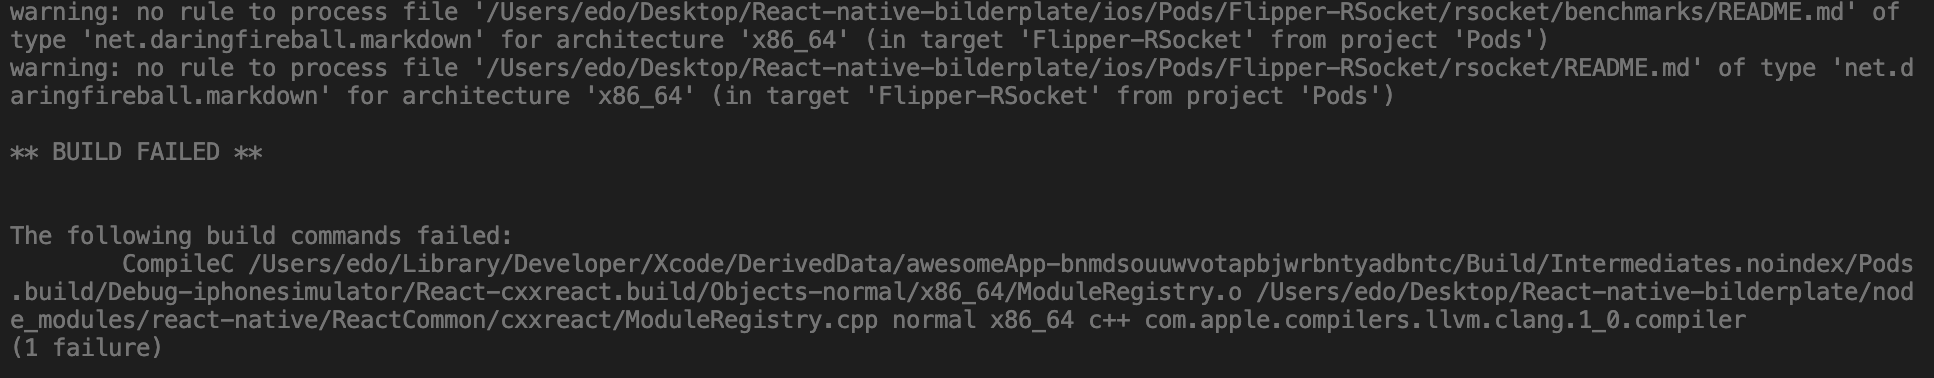 warning: no rule to process file '/Users/edo/Desktop/React-native-bilderplate/ios/Pods/Flipper-RSocket/rsocket/benchmarks/README.md' of
type 'net.daringfireball.markdown' for architecture 'x86_64' (in target 'Flipper-RSocket' from project 'Pods')
warning: no rule to process file '/Users/edo/Desktop/React-native-bilderplate/ios/Pods/Flipper-RSocket/rsocket/README.md' of type 'net.d
aringfireball.markdown' for architecture 'x86_64' (in target 'Flipper-RSocket' from project 'Pods')
** BUILD FAILED **
The following build commands failed:
CompileC /Users/edo/Library/Developer/Xcode/DerivedData/awesomeApp-bnmdsouuwvotapbjwrbntyadbntc/Build/Intermediates.noindex/Pods
.build/Debug-iphonesimulator/React-cxxreact.build/Objects-normal/x86_64/ModuleRegistry.o /Users/edo/Desktop/React-native-bilderplate/nod
e_modules/react-native/ReactCommon/cxxreact/ModuleRegistry.cpp normal x86_64 c++ com.apple.compilers.llvm.clang.1_0.compiler
(1 failure)